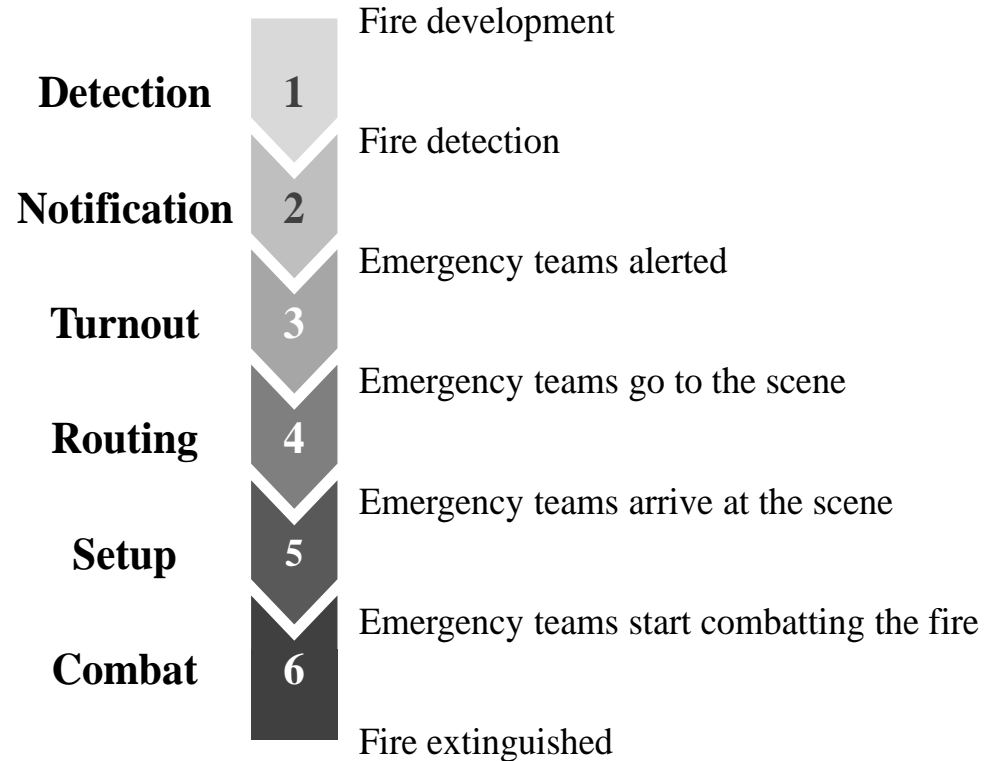 Fire development
Detection 1
Fire detection
Notification 2
Emergency teams alerted
Turnout 3
Emergency teams go to the scene
Routing 4
Emergency teams arrive at the scene
Setup 5
Emergency teams start combatting the fire
Combat 6
Fire extinguished